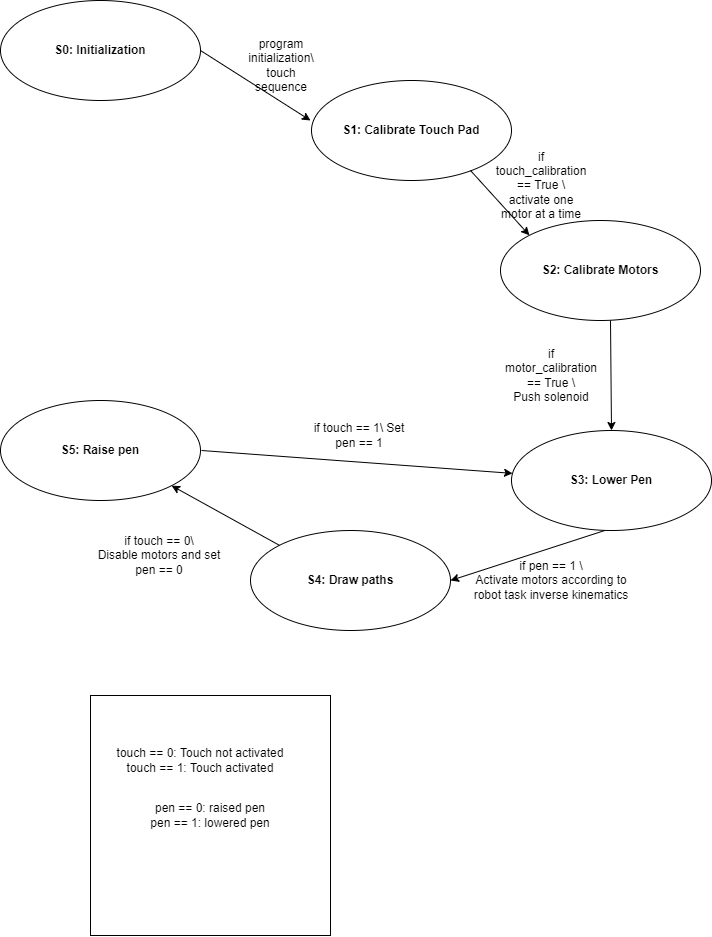 S0: Initialization
program
initialization\
touch
sequence
S1: Calibrate Touch Pad
if
touch_calibration
== True \
activate one
motor at a time
S2: Calibrate Motors
if
motor_calibration
== True \
Push solenoid
S5: Raise pen
if touch == 1\ Set
pen == 1
S3: Lower Pen
if touch == 0\
Disable motors and set
pen == 0
S4: Draw paths
if pen == 1 \
Activate motors according to
robot task inverse kinematics
touch == 0: Touch not activated
touch == 1: Touch activated
pen == 0: raised pen
pen == 1: lowered pen